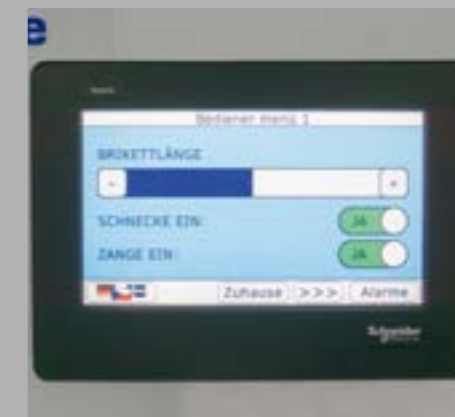 e
Bediener menü 1
BRIKETTLÄNGE
- +
SCHNECKE EIN: JA
ZANGE EIN: JA
Zuhause >>> Alarme
Schneider